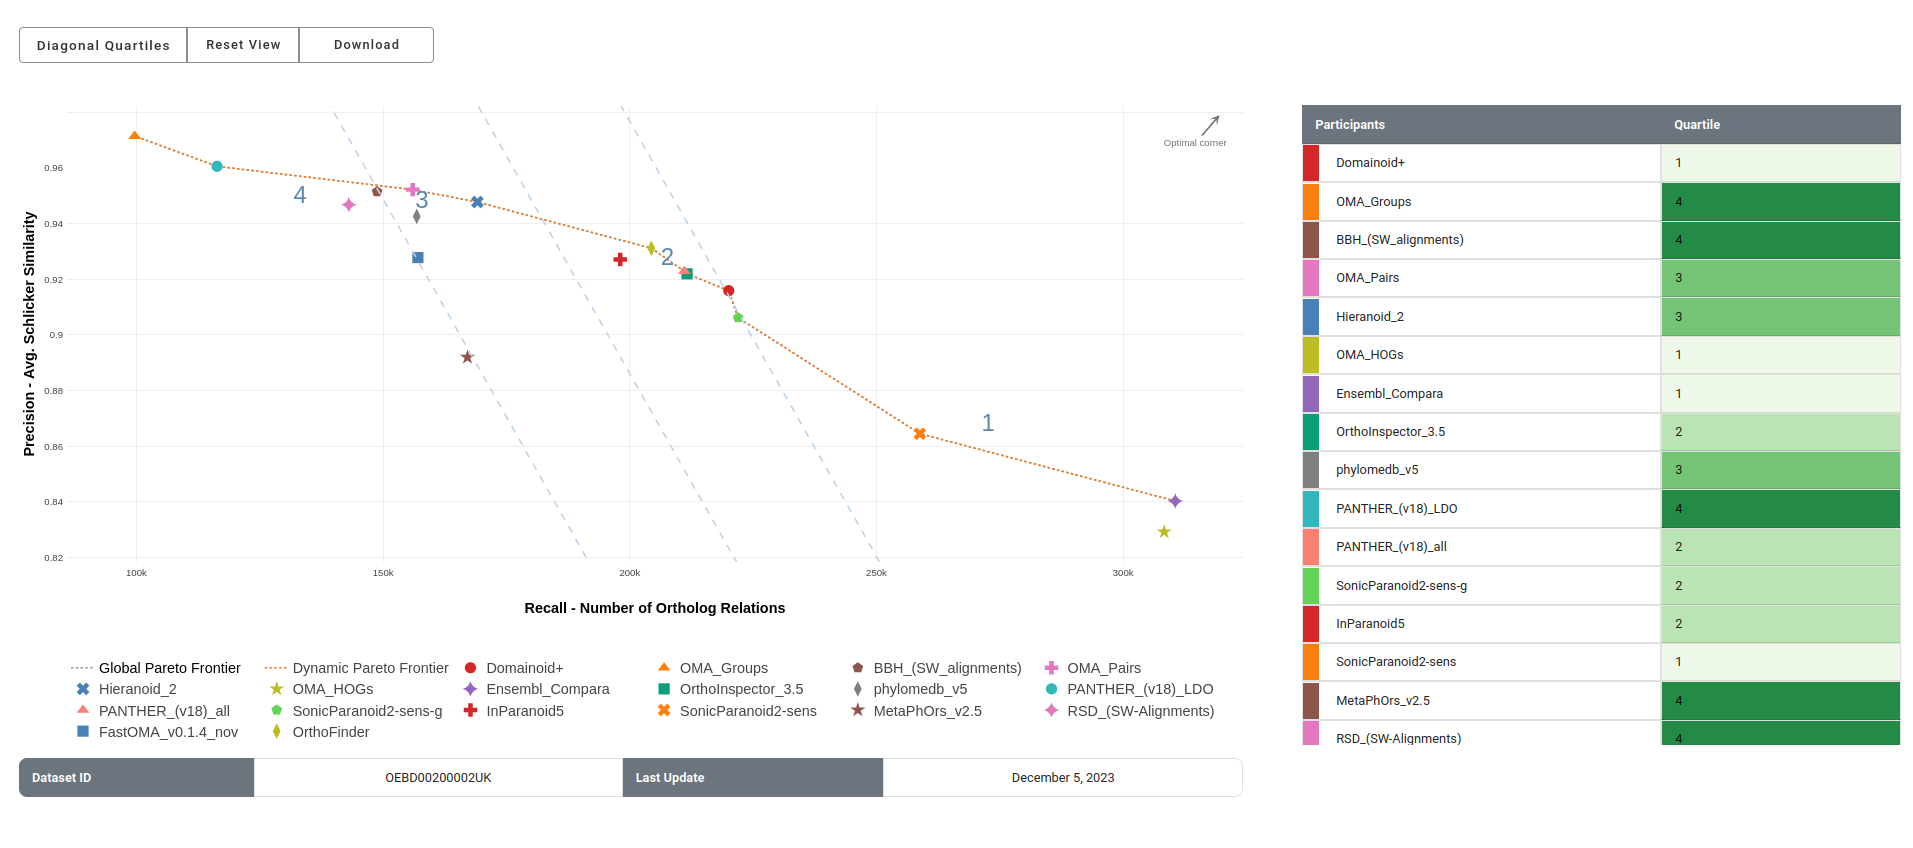 Diagonal Quartiles Reset View Download
Optimal corner
0.96
0.94
0.92
0.9
0.88
0.86
0.84
0.82
Precision - Avg. Schlicker Similarity
4
3
2
1
100k 150k 200k 250k 300k
Recall - Number of Ortholog Relations
Global Pareto Frontier Dynamic Pareto Frontier Domainoid+ OMA_Groups BBH_(SW_alignments) OMA_Pairs
Hieranoid_2 OMA_HOGs Ensembl_Compara OrthoInspector_3.5 phylomedb_v5 PANTHER_(v18)_LDO
PANTHER_(v18)_all SonicParanoid2-sens-g InParanoid5 SonicParanoid2-sens MetaPhOrs_v2.5 RSD_(SW-Alignments)
FastOMA_v0.1.4_nov OrthoFinder
Dataset ID OEBD00200002UK Last Update December 5, 2023
Participants Quartile
Domainoid+ 1
OMA_Groups 4
BBH_(SW_alignments) 4
OMA_Pairs 3
Hieranoid_2 3
OMA_HOGs 1
Ensembl_Compara 1
OrthoInspector_3.5 2
phylomedb_v5 3
PANTHER_(v18)_LDO 4
PANTHER_(v18)_all 2
SonicParanoid2-sens-g 2
InParanoid5 2
SonicParanoid2-sens 1
MetaPhOrs_v2.5 4
RSD_(SW-Alignments) 4